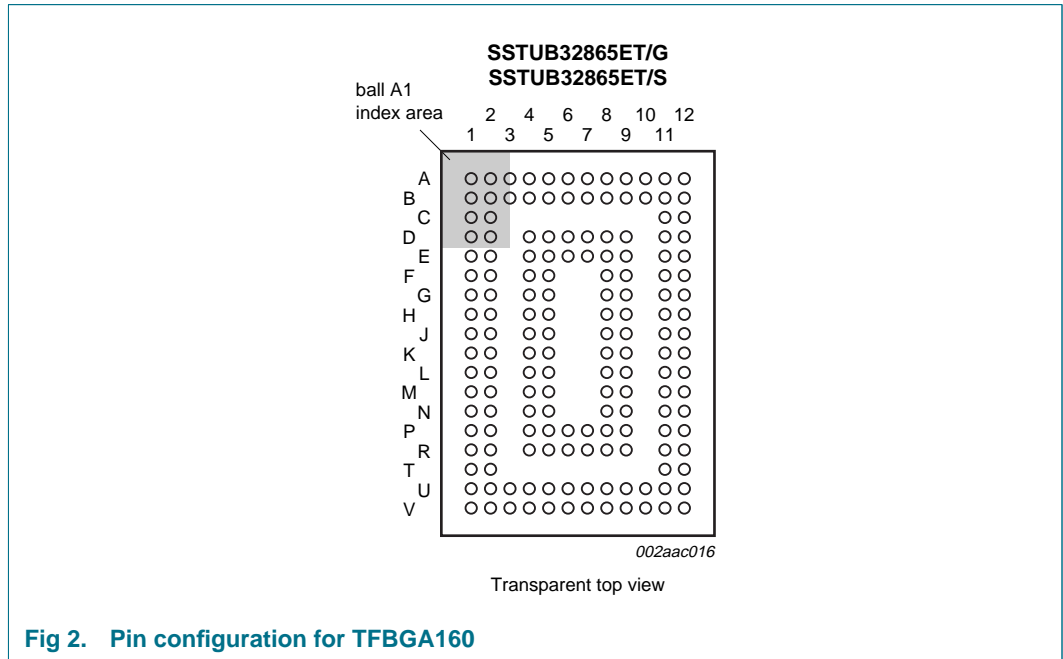 SSTUB32865ET/G
SSTUB32865ET/S
ball A1
index area
2 4 6 8 10 12
1 3 5 7 9 11
A
B
C
D
E
F
G
H
J
K
L
M
N
P
R
T
U
V
002aac016
Transparent top view
Fig 2. Pin configuration for TFBGA160